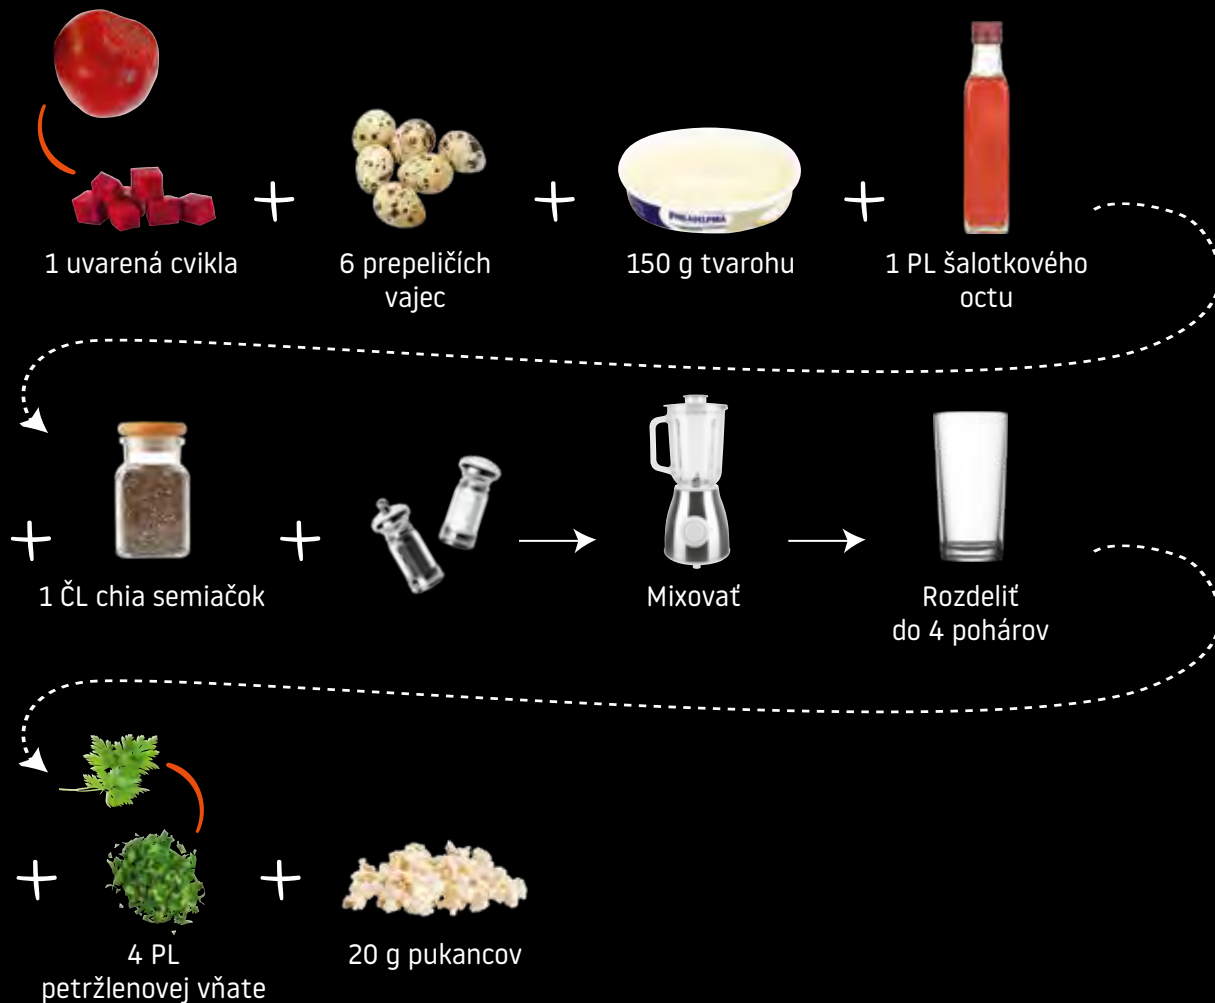 PHILADELPHIA
1 uvarená cvikla
6 prepeličích
vajec
150 g tvarohu
1 PL šalotkového
octu
1 ČL chia semiačok
Mixovať
Rozdeliť
do 4 pohárov
4 PL
petržlenovej vňate
20 g pukancov